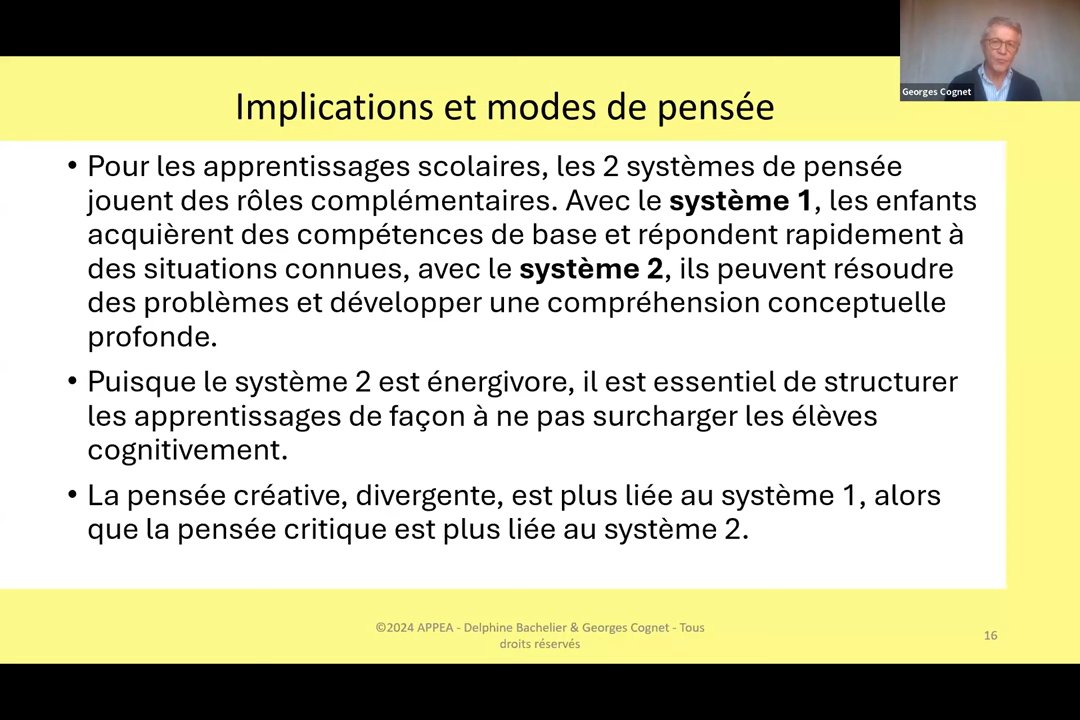 Georges Cognet
Implications et modes de pensée
• Pour les apprentissages scolaires, les 2 systèmes de pensée
jouent des rôles complémentaires. Avec le système 1, les enfants
acquièrent des compétences de base et répondent rapidement à
des situations connues, avec le système 2, ils peuvent résoudre
des problèmes et développer une compréhension conceptuelle
profonde.
• Puisque le système 2 est énergivore, il est essentiel de structurer
les apprentissages de façon à ne pas surcharger les élèves
cognitivement.
• La pensée créative, divergente, est plus liée au système 1, alors
que la pensée critique est plus liée au système 2.
©2024 APPEA - Delphine Bachelier & Georges Cognet - Tous
droits réservés
16